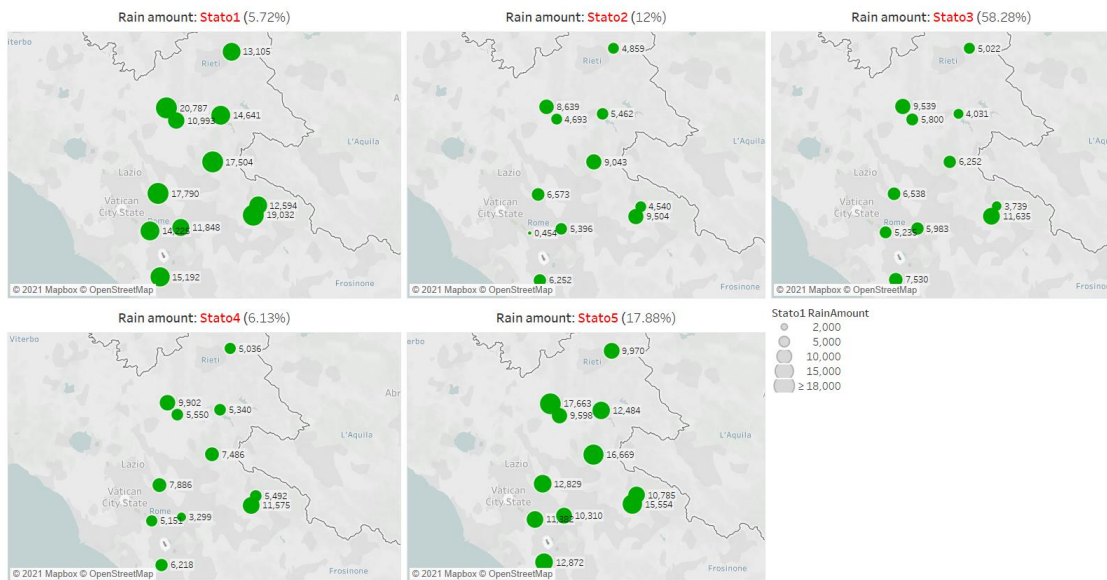 Rain amount: Stato1 (5.72%)
Viterbo
13,105
Rieti
20,787
10,993
14,641
L'Aquila
17,504
Lazio
17,790
Vatican
City State
12,594
19,032
Rome
11,848
15,192
Frosinone
© 2021 Mapbox © OpenStreetMap
Rain amount: Stato2 (12%)
Viterbo
4,859
Rieti
8,639
4,693
5,462
L'Aquila
9,043
Lazio
6,573
Vatican
City State
4,540
9,504
Rome
0,454
5,396
6,252
Frosinone
© 2021 Mapbox © OpenStreetMap
Rain amount: Stato3 (58.28%)
Viterbo
5,022
Rieti
9,539
5,800
4,031
L'Aquila
6,252
Lazio
6,538
Vatican
City State
3,739
11,635
Rome
5,235
5,983
7,530
Frosinone
© 2021 Mapbox © OpenStreetMap
Rain amount: Stato4 (6.13%)
Viterbo
5,036
Rieti
9,902
5,550
5,340
L'Aquila
7,486
Lazio
7,886
Vatican
City State
5,492
11,575
Rome
5,151
3,299
6,218
Frosinone
© 2021 Mapbox © OpenStreetMap
Rain amount: Stato5 (17.88%)
Viterbo
9,970
Rieti
17,663
9,598
12,484
L'Aquila
16,669
Lazio
12,829
Vatican
City State
10,785
15,554
10,310
12,872
Frosinone
© 2021 Mapbox © OpenStreetMap
Stato1 RainAmount
2,000
5,000
10,000
15,000
≥ 18,000